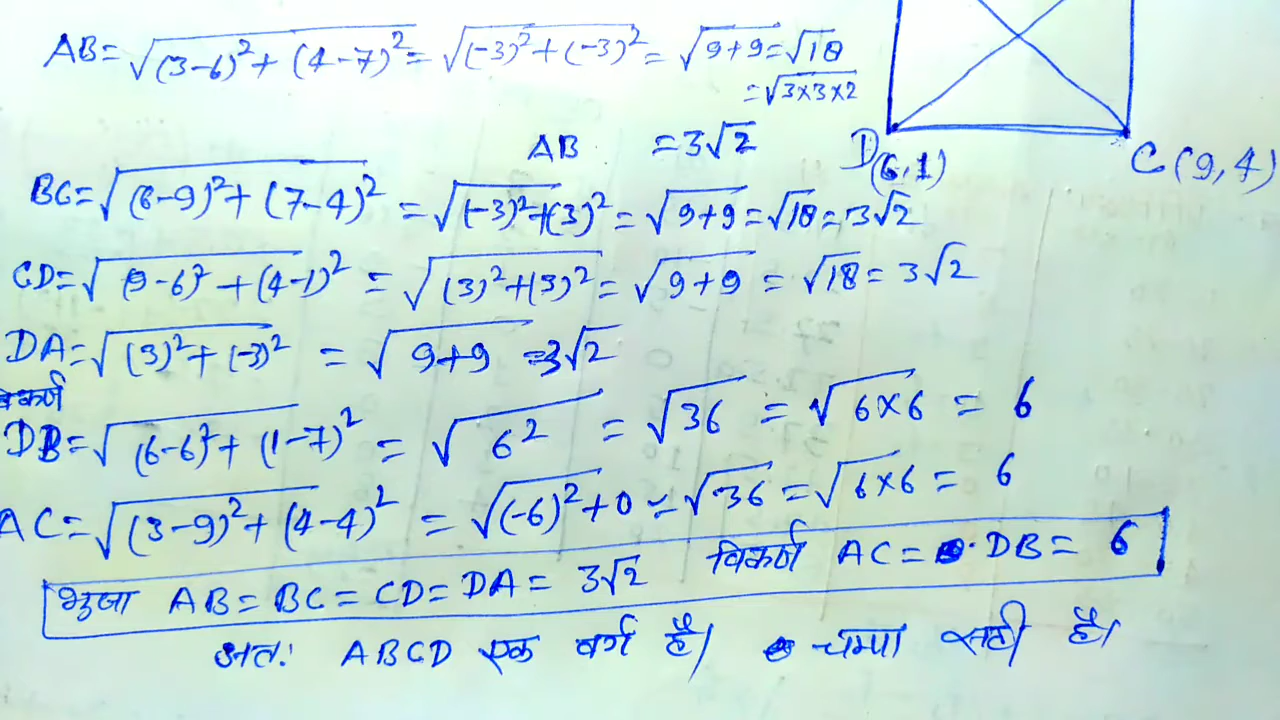 AB = √(3-6)² + (4-7)² = √(-3)² + (-3)² = √9+9 = √18
= √3×3×2
AB = 3√2
D(6,1)
C(9,4)
BC = √(6-9)² + (7-4)² = √(-3)² + (3)² = √9+9 = √18 = 3√2
CD = √(9-6)² + (4-1)² = √(3)² + (3)² = √9+9 = √18 = 3√2
DA = √(3)² + (-3)² = √9+9 = 3√2
विकर्ण
DB = √(6-6)² + (1-7)² = √6² = √36 = √6×6 = 6
AC = √(3-9)² + (4-4)² = √(-6)² + 0 = √36 = √6×6 = 6
भुजा AB = BC = CD = DA = 3√2 विकर्ण AC = DB = 6
अतः ABCD एक वर्ग है। चम्पा सही है।